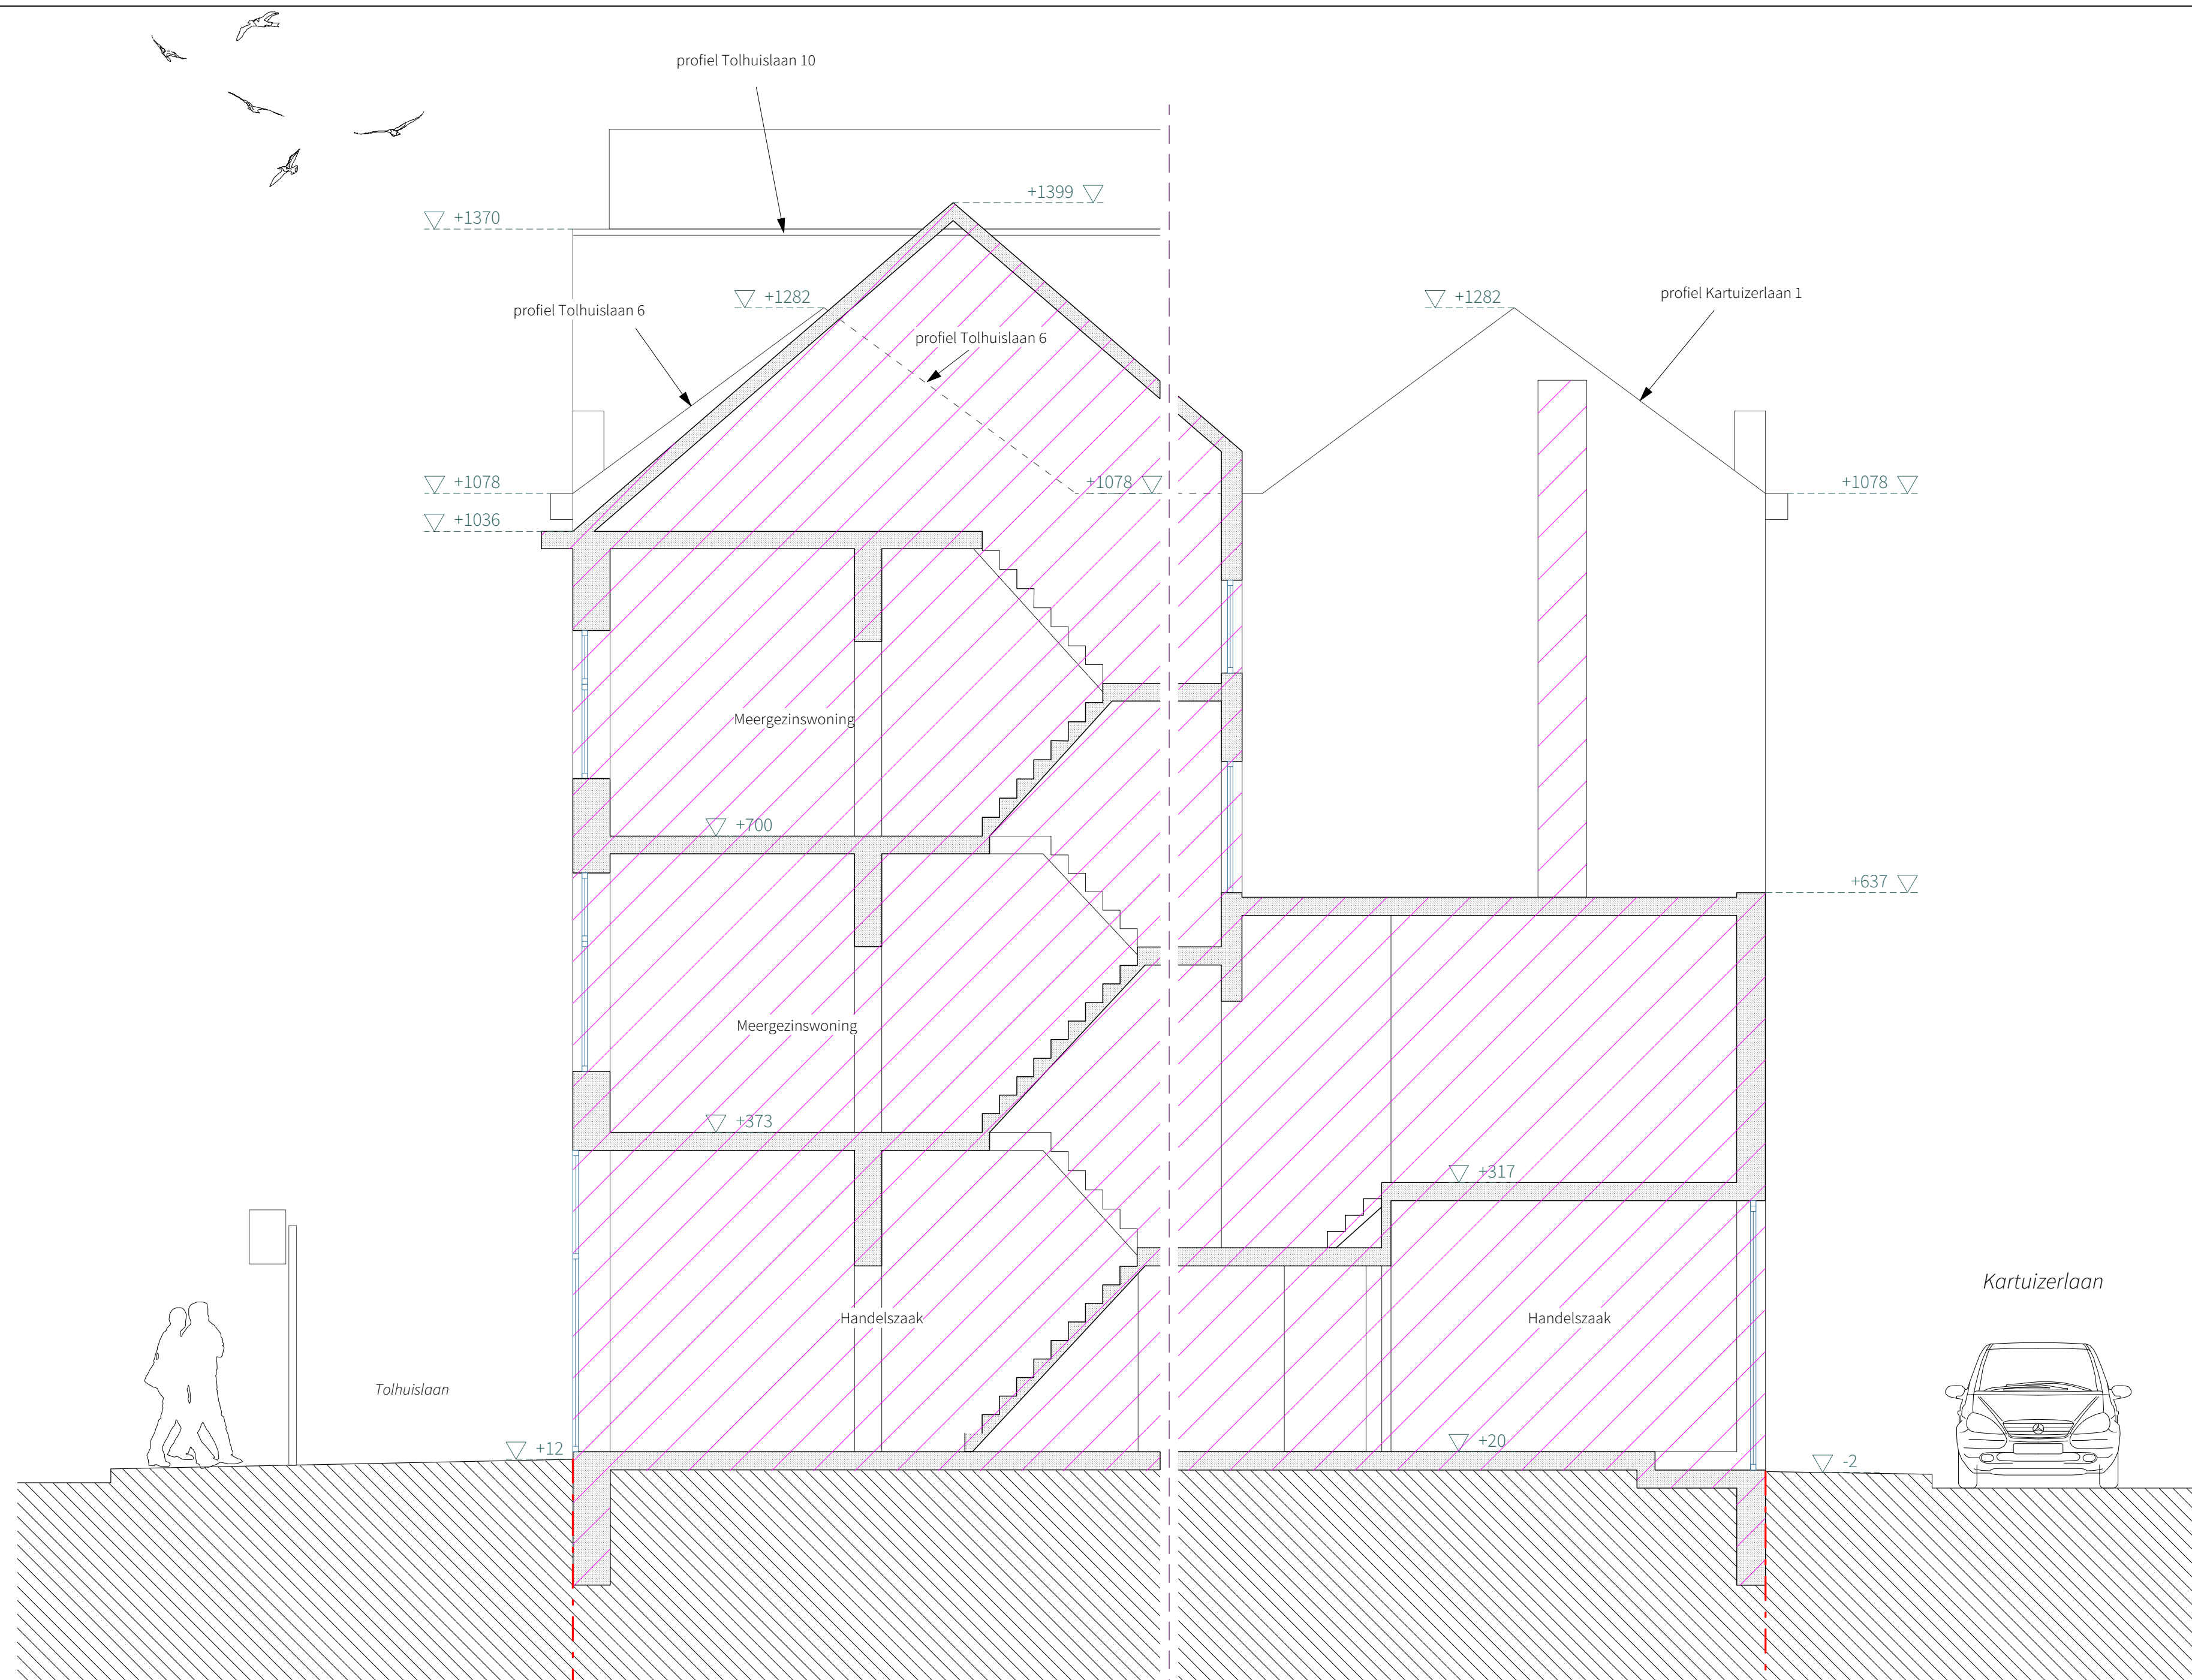 profiel Tolhuislaan 10
+1399
+1370
profiel Kartuizerlaan 1
+1282
+1282
profiel Tolhuislaan 6
profiel Tolhuislaan 6
+1078
+1078
+1078
+1036
Meergezinswoning
+700
+637
Meergezinswoning
+373
+317
Kartuizerlaan
Handelszaak
Handelszaak
Tolhuislaan
+12
+20
-2